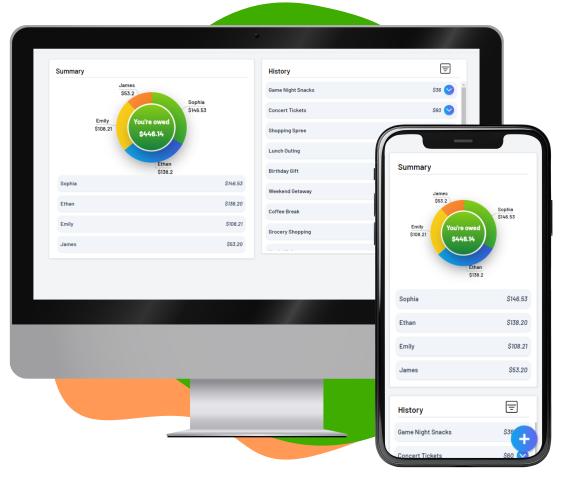 Summary
James
$53.2
Sophia
$146.53
Emily
$108.21
You're owed
$446.14
Ethan
$138.2
Sophia $146.53
Ethan $138.20
Emily $108.21
James $53.20
History
Game Night Snacks $36
Concert Tickets $60
Shopping Spree
Lunch Outing
Birthday Gift
Weekend Getaway
Coffee Break
Grocery Shopping
Summary
James
$53.2
Sophia
$146.53
Emily
$108.21
You're owed
$446.14
Ethan
$138.2
Sophia $146.53
Ethan $138.20
Emily $108.21
James $53.20
History
Game Night Snacks
Concert Tickets $60